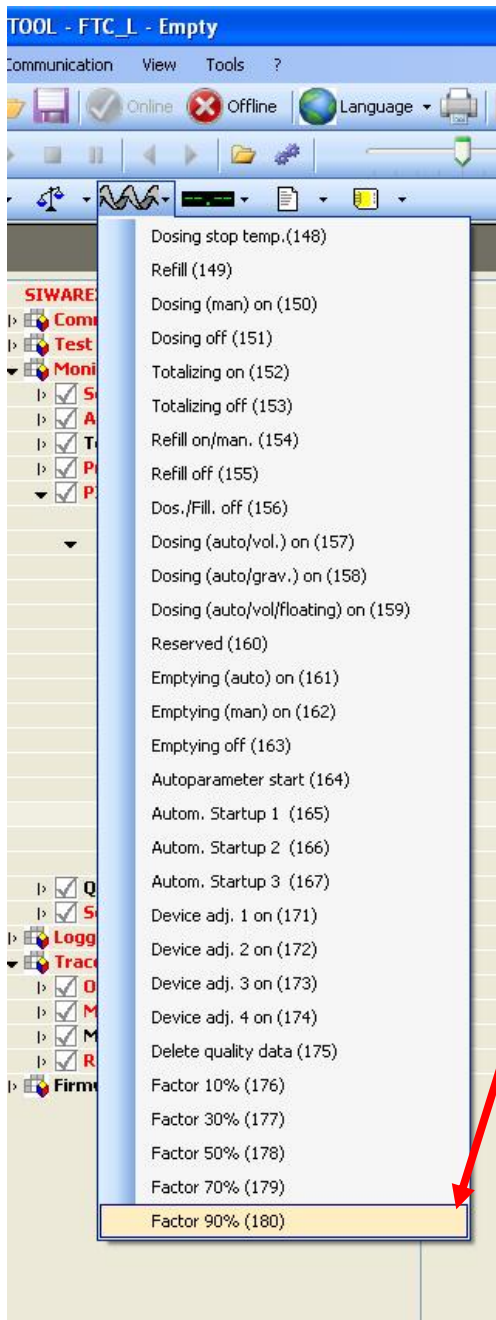 TOOL - FTC_L - Empty
Communication View Tools ?
Online Offline Language
Dosing stop temp.(148)
Refill (149)
SIWARE
Dosing (man) on (150)
Com
Dosing off (151)
Test
Totalizing on (152)
Moni
Totalizing off (153)
S
A
Refill on/man. (154)
T
Refill off (155)
P
P
Dos./Fill. off (156)
Dosing (auto/vol.) on (157)
Dosing (auto/grav.) on (158)
Dosing (auto/vol/floating) on (159)
Reserved (160)
Emptying (auto) on (161)
Emptying (man) on (162)
Emptying off (163)
Autoparameter start (164)
Autom. Startup 1 (165)
Autom. Startup 2 (166)
Autom. Startup 3 (167)
Q
S
Device adj. 1 on (171)
Logg
Device adj. 2 on (172)
Trace
O
Device adj. 3 on (173)
M
Device adj. 4 on (174)
M
Delete quality data (175)
R
Factor 10% (176)
Firmw
Factor 30% (177)
Factor 50% (178)
Factor 70% (179)
Factor 90% (180)